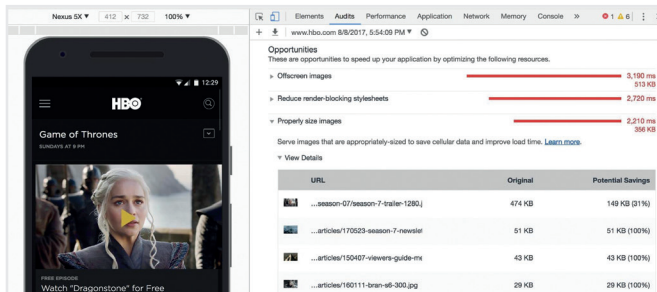 Nexus 5X ▼ 412 × 732 100% ▼
Elements Audits Performance Application Network Memory Console » 1 6
+ www.hbo.com 8/8/2017, 5:54:09 PM ▼
12:29
HBO
Game of Thrones
SUNDAYS AT 9 PM
FREE EPISODE
Watch "Dragonstone" for Free
Opportunities
These are opportunities to speed up your application by optimizing the following resources.
Offscreen images 3,190 ms
513 KB
Reduce render-blocking stylesheets 2,720 ms
Properly size images 2,210 ms
356 KB
Serve images that are appropriately-sized to save cellular data and improve load time. Learn more.
View Details
URL Original Potential Savings
...season-07/season-7-trailer-1280.j 474 KB 149 KB (31%)
...articles/170523-season-7-newslet 51 KB 51 KB (100%)
...articles/150407-viewers-guide-me 43 KB 43 KB (100%)
...articles/160111-bran-s6-300.jpg 29 KB 29 KB (100%)